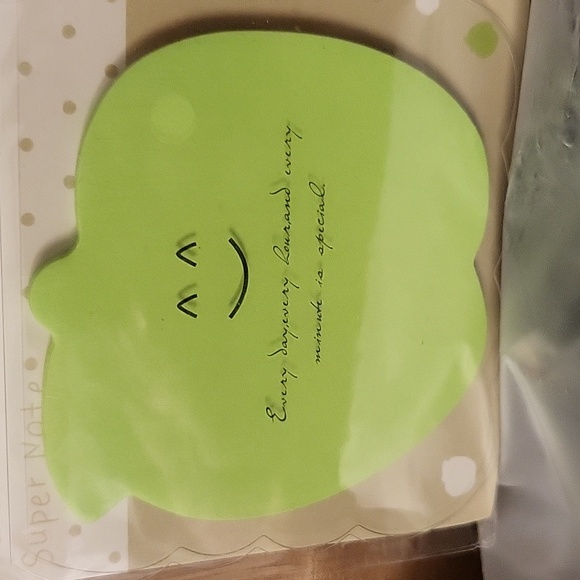 Super Note
Every day,every hour,and every
minute is special.